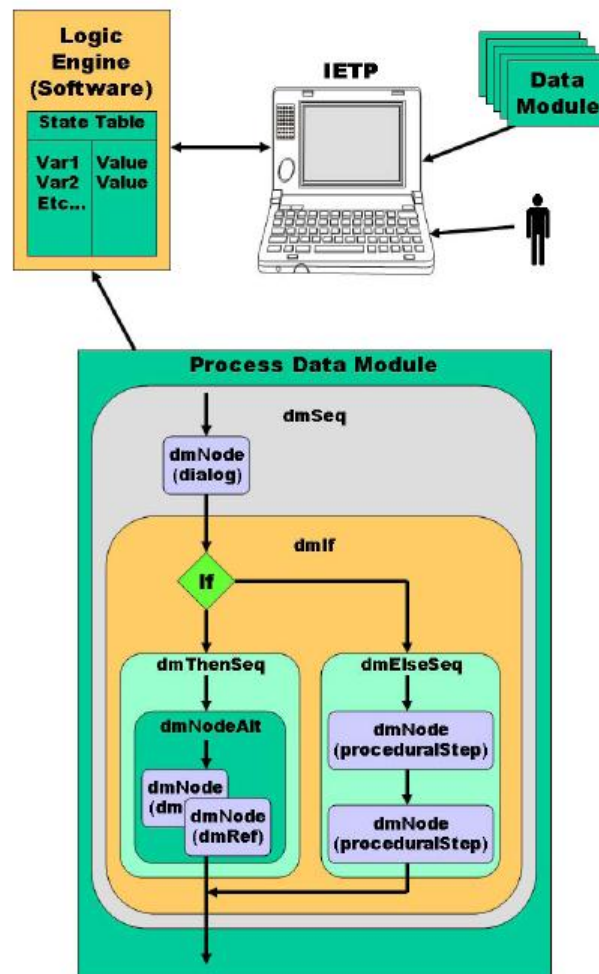 Logic
Engine
(Software)
State Table
Var1 Value
Var2 Value
Etc...
IETP
Data
Module
Process Data Module
dmSeq
dmNode
(dialog)
dmIf
If
dmThenSeq
dmElseSeq
dmNodeAlt
dmNode
(dm
dmNode
(dmRef)
dmNode
(proceduralStep)
dmNode
(proceduralStep)